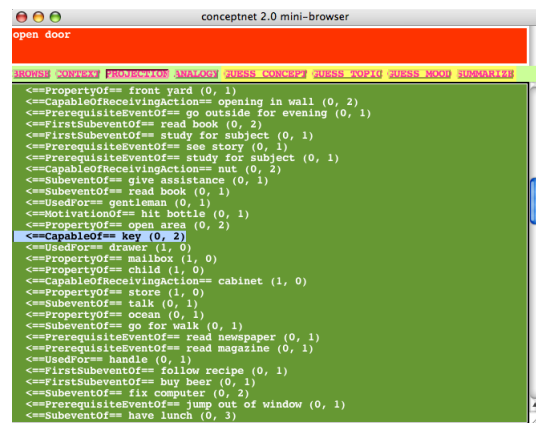 conceptnet 2.0 mini-browser
open door
BROWSE CONTEXT PROJECTION ANALOGY GUESS CONCEPT GUESS TOPIC GUESS MOOD SUMMARIZE
<==PropertyOf== front yard (0, 1)
<==CapableOfReceivingAction== opening in wall (0, 2)
<==PrerequisiteEventOf== go outside for evening (0, 1)
<==FirstSubeventOf== read book (0, 2)
<==FirstSubeventOf== study for subject (0, 1)
<==PrerequisiteEventOf== see story (0, 1)
<==PrerequisiteEventOf== study for subject (0, 1)
<==CapableOfReceivingAction== nut (0, 2)
<==SubeventOf== give assistance (0, 1)
<==SubeventOf== read book (0, 1)
<==UsedFor== gentleman (0, 1)
<==MotivationOf== hit bottle (0, 1)
<==PropertyOf== open area (0, 2)
<==CapableOf== key (0, 2)
<==UsedFor== drawer (1, 0)
<==PropertyOf== mailbox (1, 0)
<==PropertyOf== child (1, 0)
<==CapableOfReceivingAction== cabinet (1, 0)
<==PropertyOf== store (1, 0)
<==SubeventOf== talk (0, 1)
<==PropertyOf== ocean (0, 1)
<==SubeventOf== go for walk (0, 1)
<==PrerequisiteEventOf== read newspaper (0, 1)
<==PrerequisiteEventOf== read magazine (0, 1)
<==UsedFor== handle (0, 1)
<==FirstSubeventOf== follow recipe (0, 1)
<==FirstSubeventOf== buy beer (0, 1)
<==SubeventOf== fix computer (0, 2)
<==PrerequisiteEventOf== jump out of window (0, 1)
<==SubeventOf== have lunch (0, 3)